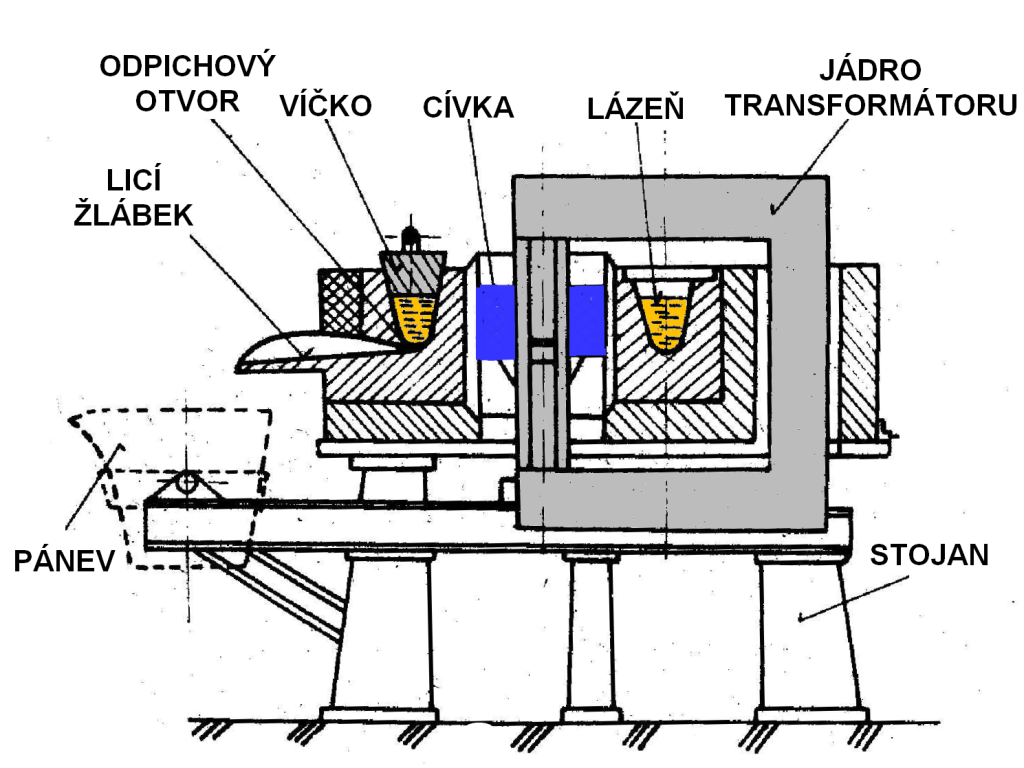 ODPICHOVÝ
OTVOR
VÍČKO
CÍVKA
LÁZEŇ
JÁDRO
TRANSFORMÁTORU
LICÍ
ŽLÁBEK
PÁNEV
STOJAN